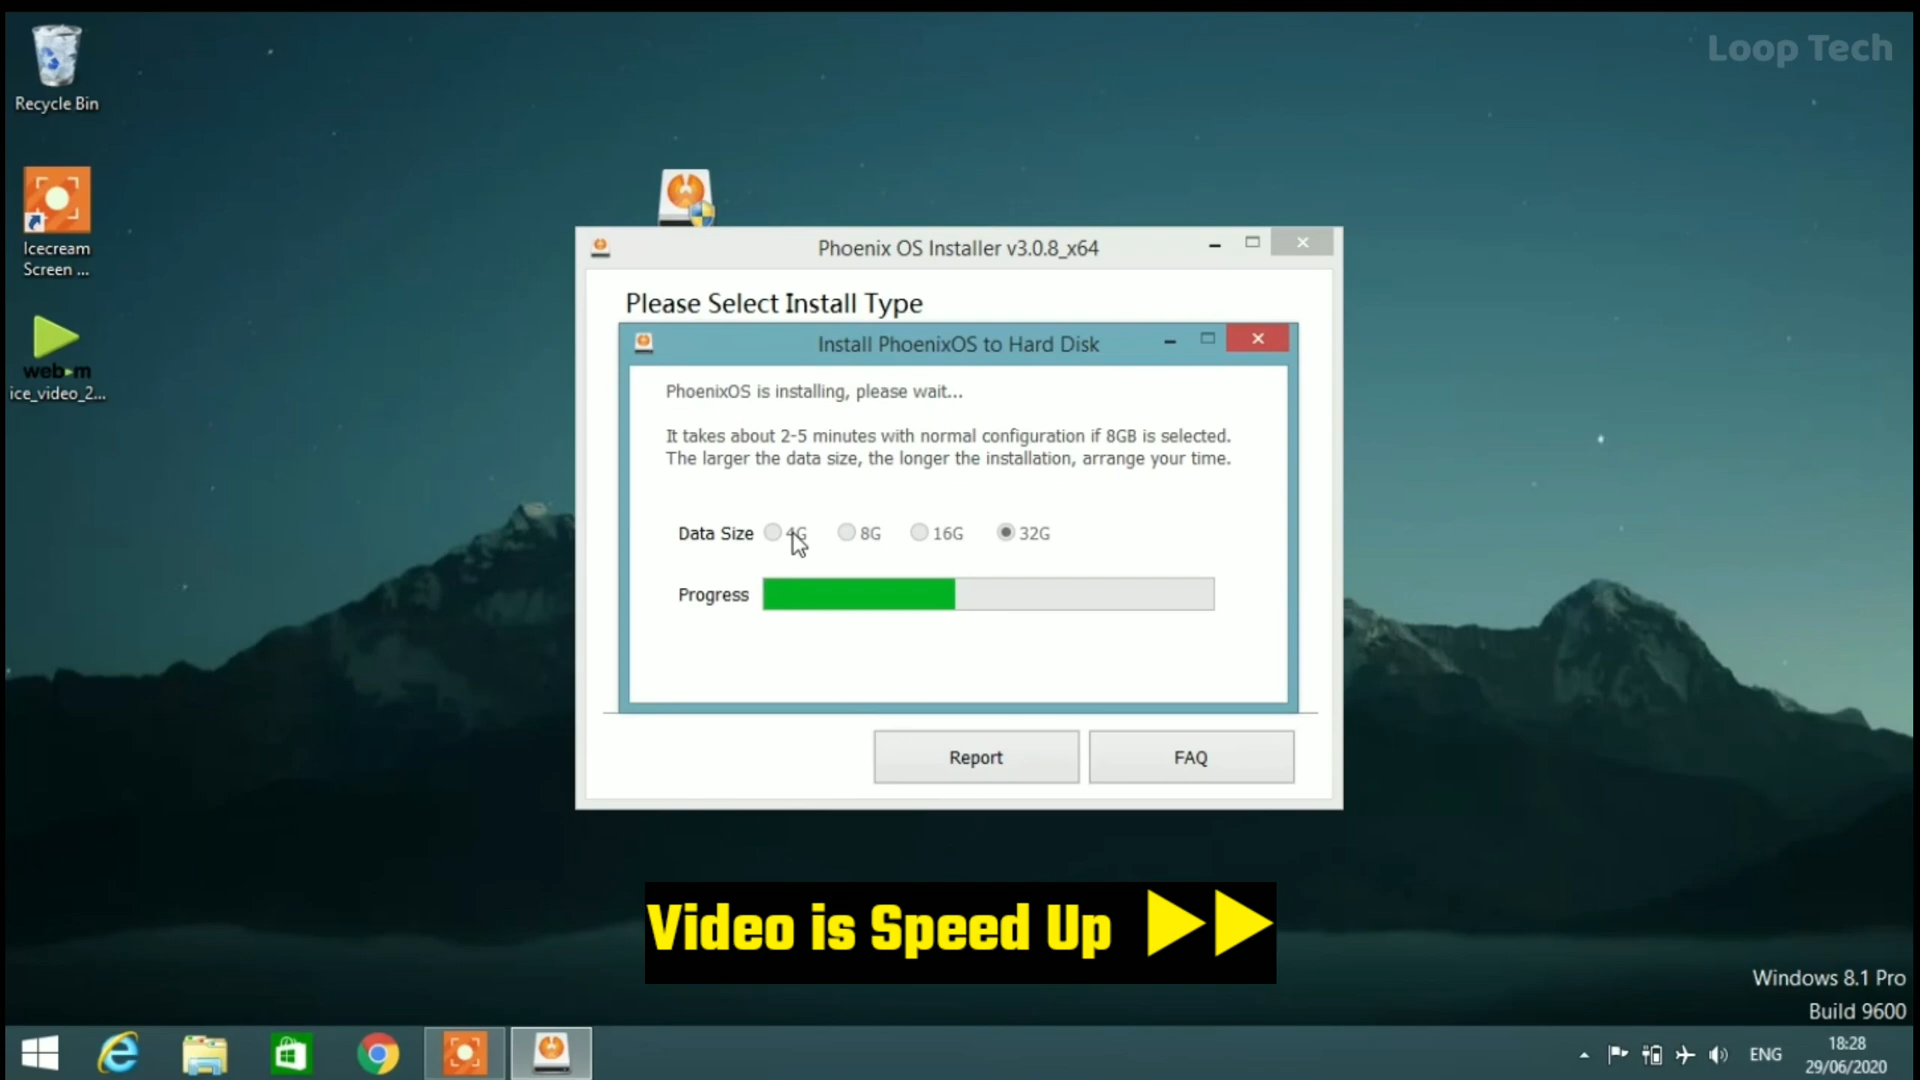 Loop Tech
Recycle Bin
Icecream
Screen ...
web-m
ice_video_2...
Phoenix OS Installer v3.0.8_x64
Please Select Install Type
Install PhoenixOS to Hard Disk
PhoenixOS is installing, please wait...
It takes about 2-5 minutes with normal configuration if 8GB is selected.
The larger the data size, the longer the installation, arrange your time.
Data Size 4G 8G 16G 32G
Progress
Report FAQ
Video is Speed Up
Windows 8.1 Pro
Build 9600
ENG
18:28
29/06/2020